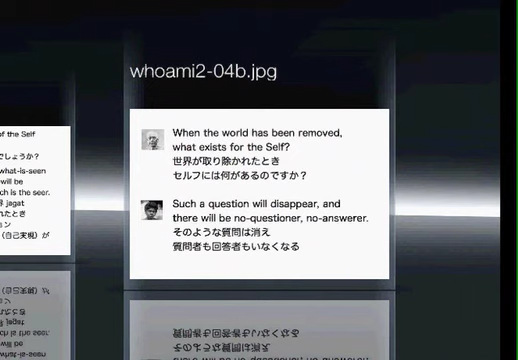 whoami2-04b.jpg
of the Self
でしょうか？
what-is-seen
will be
ch is the seer.
jagat
れたとき
ョン
(自己実現) が
When the world has been removed,
what exists for the Self?
世界が取り除かれたとき
セルフには何があるのですか？
Such a question will disappear, and
there will be no-questioner, no-answerer.
そのような質問は消え
質問者も回答者もいなくなる